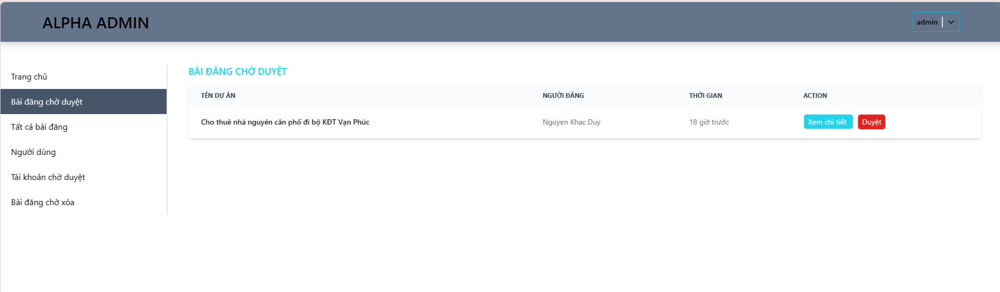 ALPHA ADMIN
admin
Trang chủ
Bài đăng chờ duyệt
Tất cả bài đăng
Người dùng
Tài khoản chờ duyệt
Bài đăng chờ xóa
BÀI ĐĂNG CHỜ DUYỆT
TÊN DỰ ÁN NGƯỜI ĐĂNG THỜI GIAN ACTION
Cho thuê nhà nguyên căn phố đi bộ KĐT Vạn Phúc Nguyen Khac Duy 18 giờ trước Xem chi tiết Duyệt